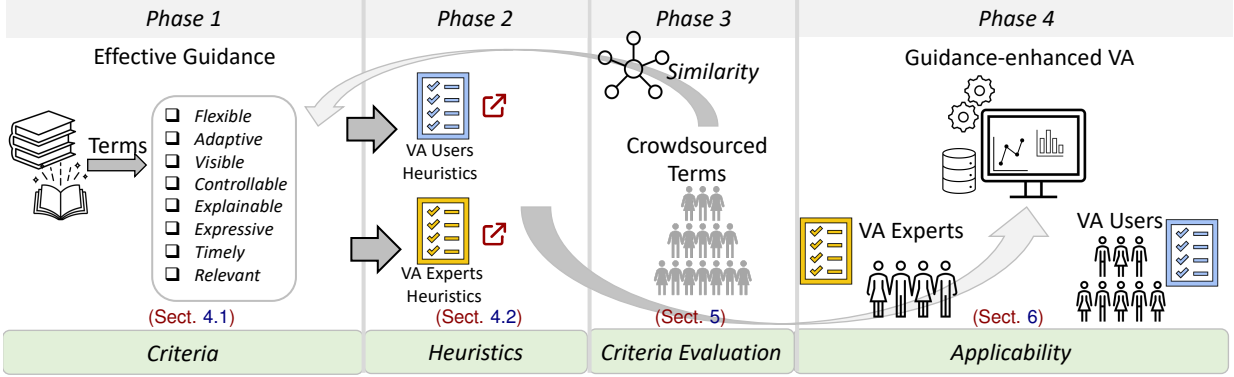 Phase 1
Phase 2
Phase 3
Phase 4
Effective Guidance
Terms
Flexible
Adaptive
Visible
Controllable
Explainable
Expressive
Timely
Relevant
(Sect. 4.1)
Criteria
VA Users
Heuristics
VA Experts
Heuristics
(Sect. 4.2)
Heuristics
Similarity
Crowdsourced
Terms
(Sect. 5)
Criteria Evaluation
Guidance-enhanced VA
VA Experts
VA Users
(Sect. 6)
Applicability